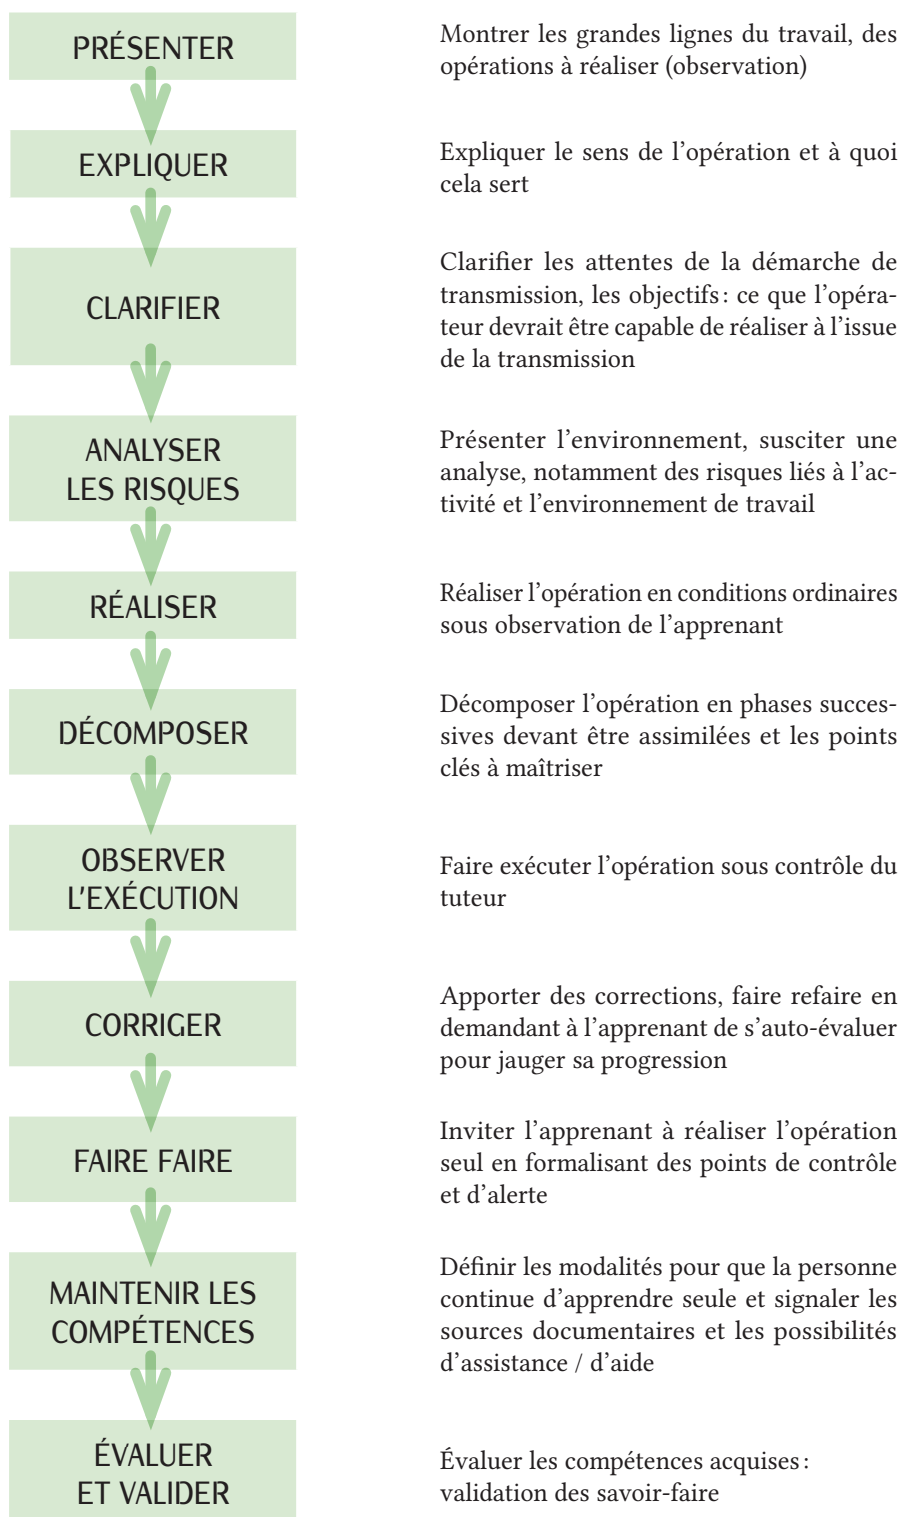 PRÉSENTER
Montrer les grandes lignes du travail, des
opérations à réaliser (observation)
EXPLIQUER
Expliquer le sens de l’opération et à quoi
cela sert
CLARIFIER
Clarifier les attentes de la démarche de
transmission, les objectifs : ce que l’opéra-
teur devrait être capable de réaliser à l’issue
de la transmission
ANALYSER
LES RISQUES
Présenter l’environnement, susciter une
analyse, notamment des risques liés à l’ac-
tivité et l’environnement de travail
RÉALISER
Réaliser l’opération en conditions ordinaires
sous observation de l’apprenant
DÉCOMPOSER
Décomposer l’opération en phases succes-
sives devant être assimilées et les points
clés à maîtriser
OBSERVER
L’EXÉCUTION
Faire exécuter l’opération sous contrôle du
tuteur
CORRIGER
Apporter des corrections, faire refaire en
demandant à l’apprenant de s’auto-évaluer
pour jauger sa progression
FAIRE FAIRE
Inviter l’apprenant à réaliser l’opération
seul en formalisant des points de contrôle
et d’alerte
MAINTENIR LES
COMPÉTENCES
Définir les modalités pour que la personne
continue d’apprendre seule et signaler les
sources documentaires et les possibilités
d’assistance / d’aide
ÉVALUER
ET VALIDER
Évaluer les compétences acquises :
validation des savoir-faire